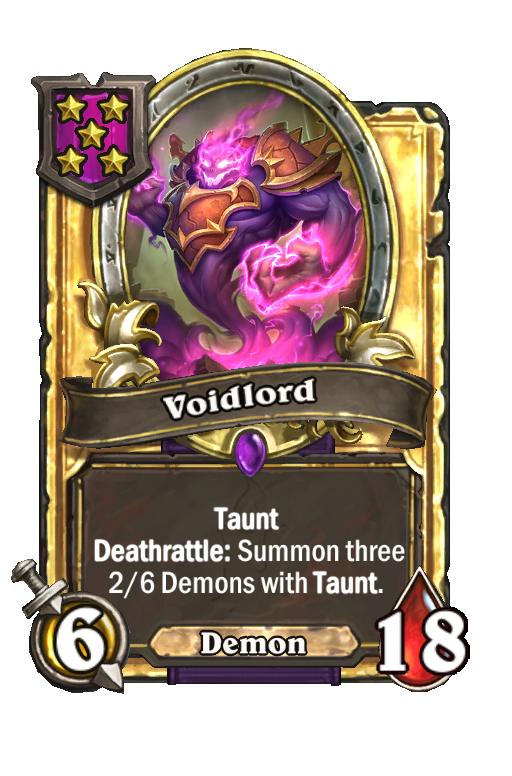 Voidlord
Taunt
Deathrattle: Summon three
2/6 Demons with Taunt.
6
Demon
18